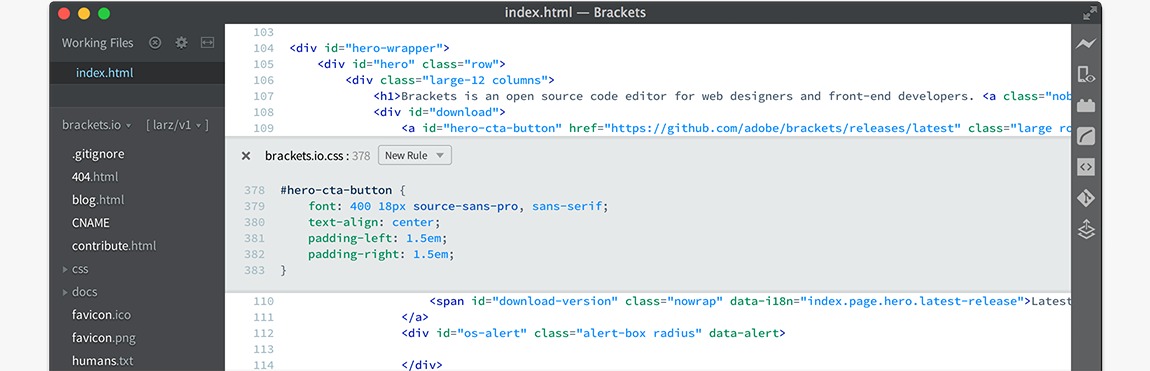 index.html — Brackets
Working Files
index.html
brackets.io
[ larz/v1 ]
.gitignore
404.html
blog.html
CNAME
contribute.html
css
docs
favicon.ico
favicon.png
humans.txt
103
104 <div id="hero-wrapper">
105 <div id="hero" class="row">
106 <div class="large-12 columns">
107 <h1>Brackets is an open source code editor for web designers and front-end developers. <a class="nob
108 <div id="download">
109 <a id="hero-cta-button" href="https://github.com/adobe/brackets/releases/latest" class="large ro
brackets.io.css : 378 New Rule
378 #hero-cta-button {
379 font: 400 18px source-sans-pro, sans-serif;
380 text-align: center;
381 padding-left: 1.5em;
382 padding-right: 1.5em;
383 }
110 <span id="download-version" class="nowrap" data-i18n="index.page.hero.latest-release">Latest
111 </a>
112 <div id="os-alert" class="alert-box radius" data-alert>
113
114 </div>